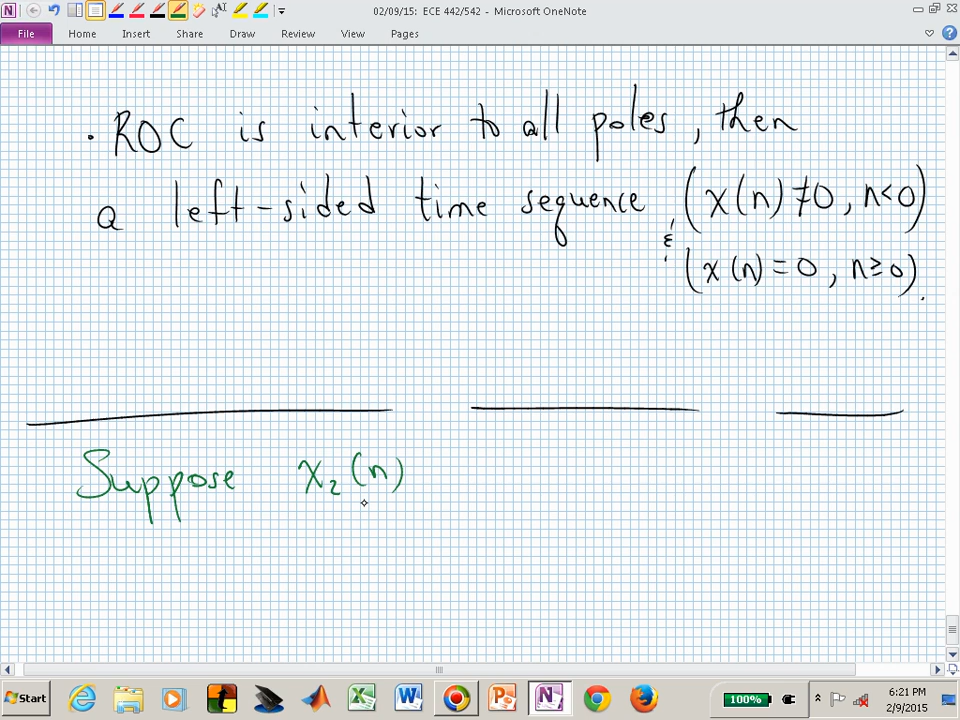 02/09/15: ECE 442/542 - Microsoft OneNote
File Home Insert Share Draw Review View Pages
. ROC is interior to all poles, then
a left-sided time sequence (x(n) ≠ 0, n<0)
& (x(n) = 0, n≥0).
Suppose x₂(n)
Start 100% 6:21 PM
2/9/2015